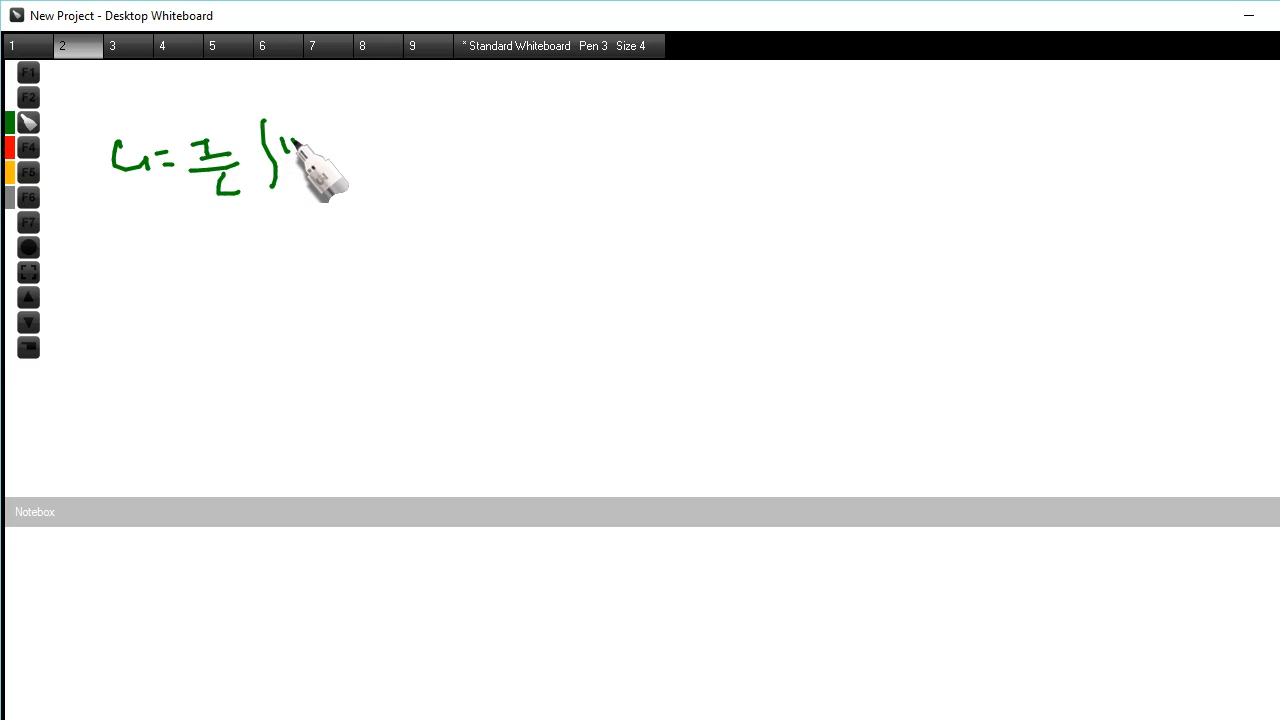 New Project - Desktop Whiteboard
1 2 3 4 5 6 7 8 9 * Standard Whiteboard Pen 3 Size 4
F1
F2
F4
F5
F6
F7
Notebox